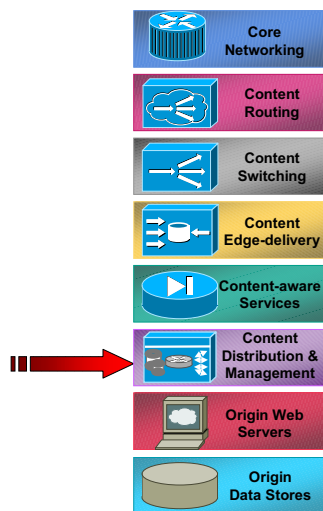 Core
Networking
Content
Routing
Content
Switching
Content
Edge-delivery
Content-aware
Services
Content
Distribution &
Management
Origin Web
Servers
Origin
Data Stores